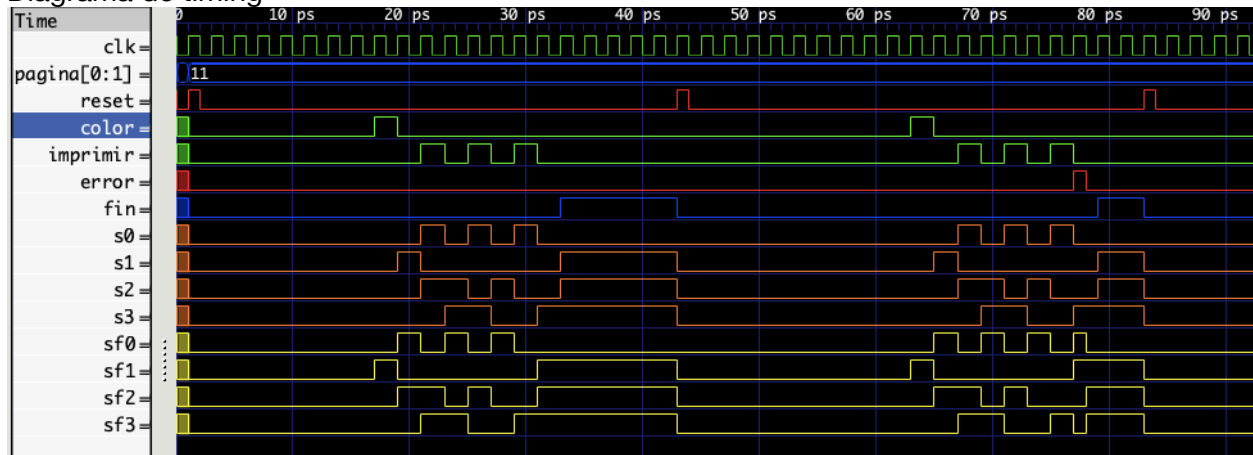 Diagrama de timing
Time 0 10 ps 20 ps 30 ps 40 ps 50 ps 60 ps 70 ps 80 ps 90 ps
clk=
pagina[0:1] = 11
reset=
color=
imprimir=
error=
fin=
s0=
s1=
s2=
s3=
sf0=
sf1=
sf2=
sf3=